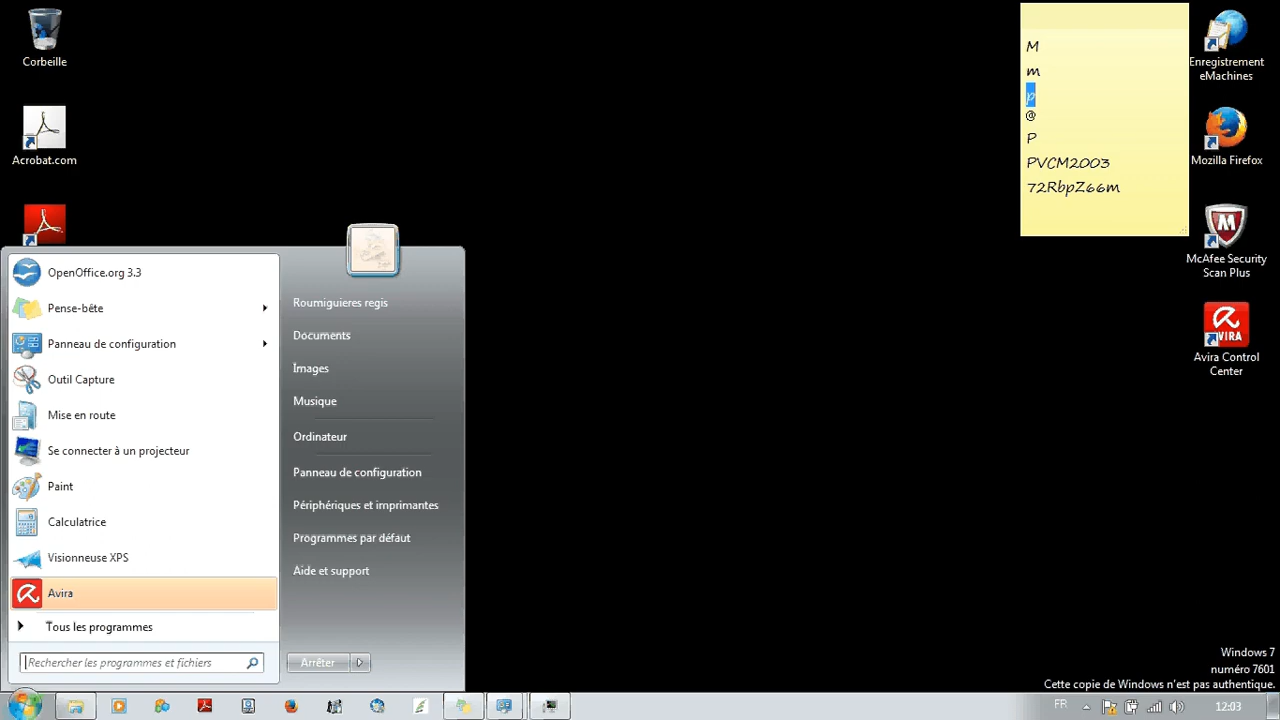 Corbeille
Acrobat.com
M
m
p
@
P
PVCM2003
72RbpZ66m
Enregistrement
eMachines
Mozilla Firefox
McAfee Security
Scan Plus
AVIRA
Avira Control
Center
OpenOffice.org 3.3
Pense-bête
Panneau de configuration
Outil Capture
Mise en route
Se connecter à un projecteur
Paint
Calculatrice
Visionneuse XPS
Avira
Tous les programmes
Rechercher les programmes et fichiers
Roumiguieres regis
Documents
Images
Musique
Ordinateur
Panneau de configuration
Périphériques et imprimantes
Programmes par défaut
Aide et support
Arrêter
Windows 7
numéro 7601
Cette copie de Windows n'est pas authentique.
FR
12:03